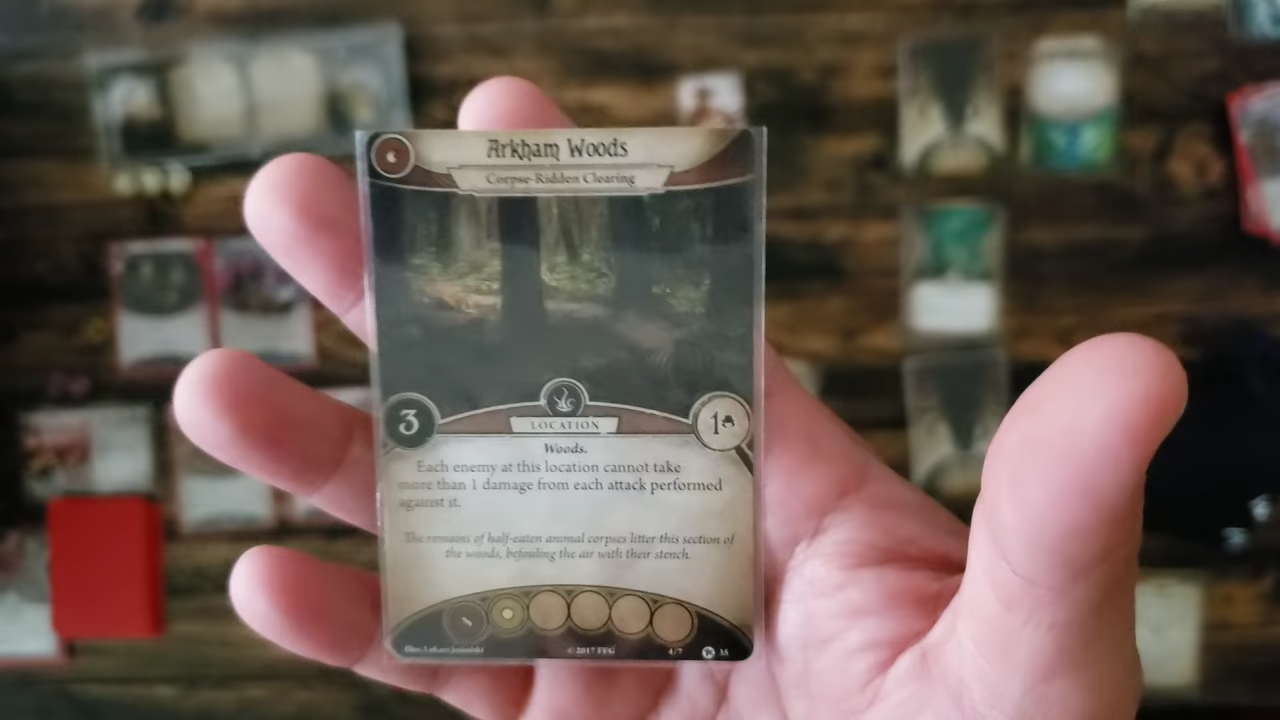 Arkham Woods
Corpse-Ridden Clearing
3
1
LOCATION
Woods.
Each enemy at this location cannot take
more than 1 damage from each attack performed
against it.
The remains of half-eaten animal corpses litter this section of
the woods, befouling the air with their stench.
Illus.
© 2017 FFG
4/7
35